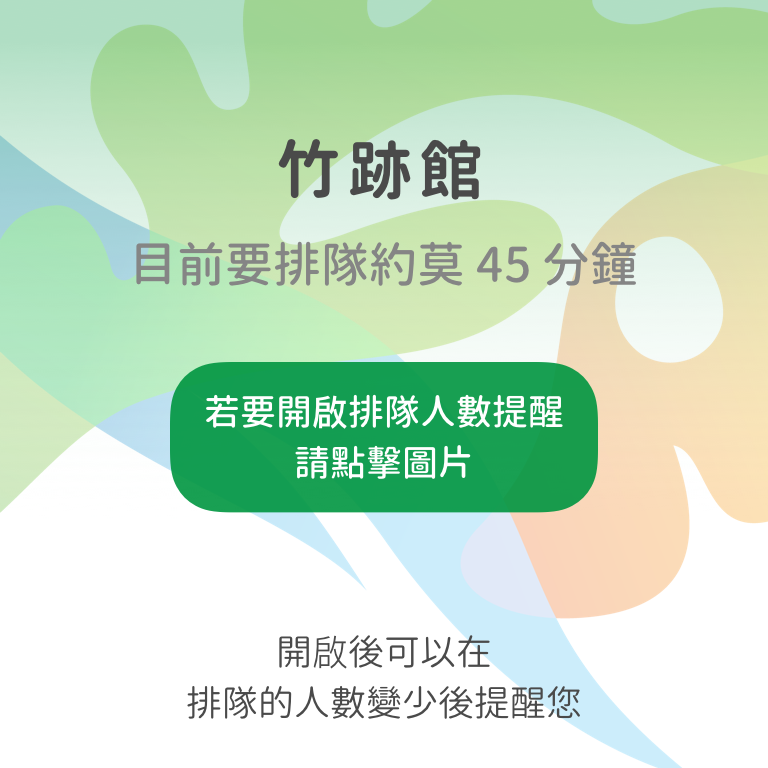 竹跡館
目前要排隊約莫 45 分鐘
若要開啟排隊人數提醒
請點擊圖片
開啟後可以在
排隊的人數變少後提醒您